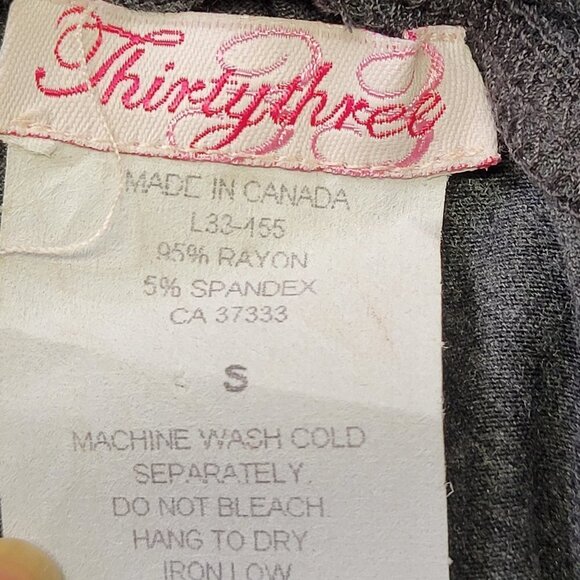 Thirtythree
MADE IN CANADA
L33-155
95% RAYON
5% SPANDEX
CA 37333
S
MACHINE WASH COLD
SEPARATELY.
DO NOT BLEACH
HANG TO DRY
IRON LOW